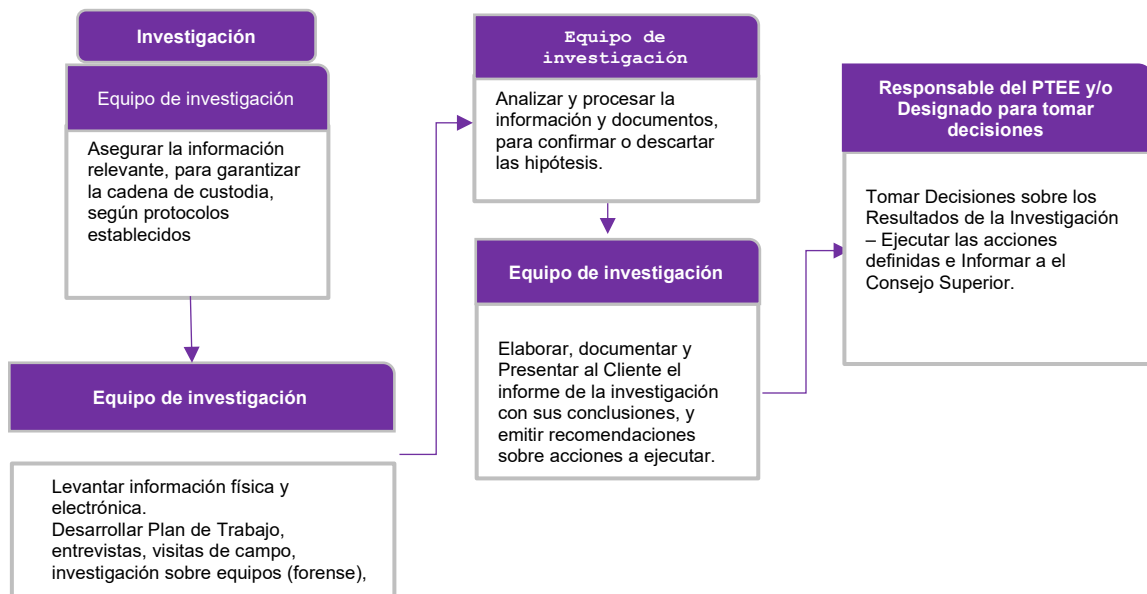 Investigación
Equipo de investigación
Asegurar la información
relevante, para garantizar
la cadena de custodia,
según protocolos
establecidos
Equipo de investigación
Levantar información física y
electrónica.
Desarrollar Plan de Trabajo,
entrevistas, visitas de campo,
investigación sobre equipos (forense),
Equipo de
investigación
Analizar y procesar la
información y documentos,
para confirmar o descartar
las hipótesis.
Equipo de investigación
Elaborar, documentar y
Presentar al Cliente el
informe de la investigación
con sus conclusiones, y
emitir recomendaciones
sobre acciones a ejecutar.
Responsable del PTEE y/o
Designado para tomar
decisiones
Tomar Decisiones sobre los
Resultados de la Investigación
– Ejecutar las acciones
definidas e Informar a el
Consejo Superior.